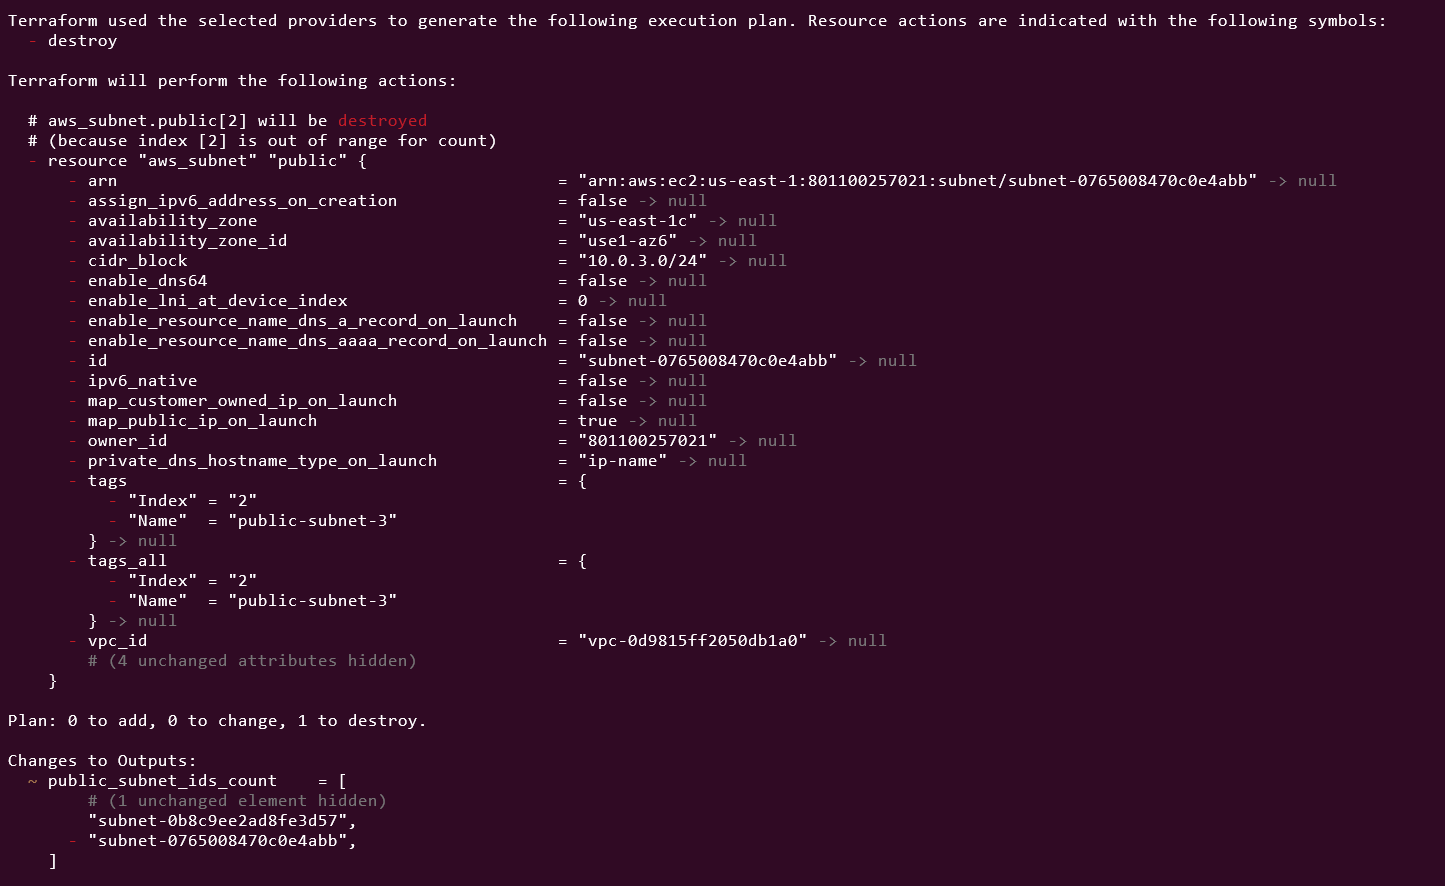 Terraform used the selected providers to generate the following execution plan. Resource actions are indicated with the following symbols:
  - destroy

Terraform will perform the following actions:

  # aws_subnet.public[2] will be destroyed
  # (because index [2] is out of range for count)
  - resource "aws_subnet" "public" {
      - arn                                            = "arn:aws:ec2:us-east-1:801100257021:subnet/subnet-0765008470c0e4abb" -> null
      - assign_ipv6_address_on_creation                = false -> null
      - availability_zone                              = "us-east-1c" -> null
      - availability_zone_id                           = "use1-az6" -> null
      - cidr_block                                     = "10.0.3.0/24" -> null
      - enable_dns64                                   = false -> null
      - enable_lni_at_device_index                     = 0 -> null
      - enable_resource_name_dns_a_record_on_launch    = false -> null
      - enable_resource_name_dns_aaaa_record_on_launch = false -> null
      - id                                             = "subnet-0765008470c0e4abb" -> null
      - ipv6_native                                    = false -> null
      - map_customer_owned_ip_on_launch                = false -> null
      - map_public_ip_on_launch                        = true -> null
      - owner_id                                       = "801100257021" -> null
      - private_dns_hostname_type_on_launch            = "ip-name" -> null
      - tags                                           = {
          - "Index" = "2"
          - "Name"  = "public-subnet-3"
        } -> null
      - tags_all                                       = {
          - "Index" = "2"
          - "Name"  = "public-subnet-3"
        } -> null
      - vpc_id                                         = "vpc-0d9815ff2050db1a0" -> null
        # (4 unchanged attributes hidden)
    }

Plan: 0 to add, 0 to change, 1 to destroy.

Changes to Outputs:
  ~ public_subnet_ids_count    = [
        # (1 unchanged element hidden)
        "subnet-0b8c9ee2ad8fe3d57",
      - "subnet-0765008470c0e4abb",
    ]